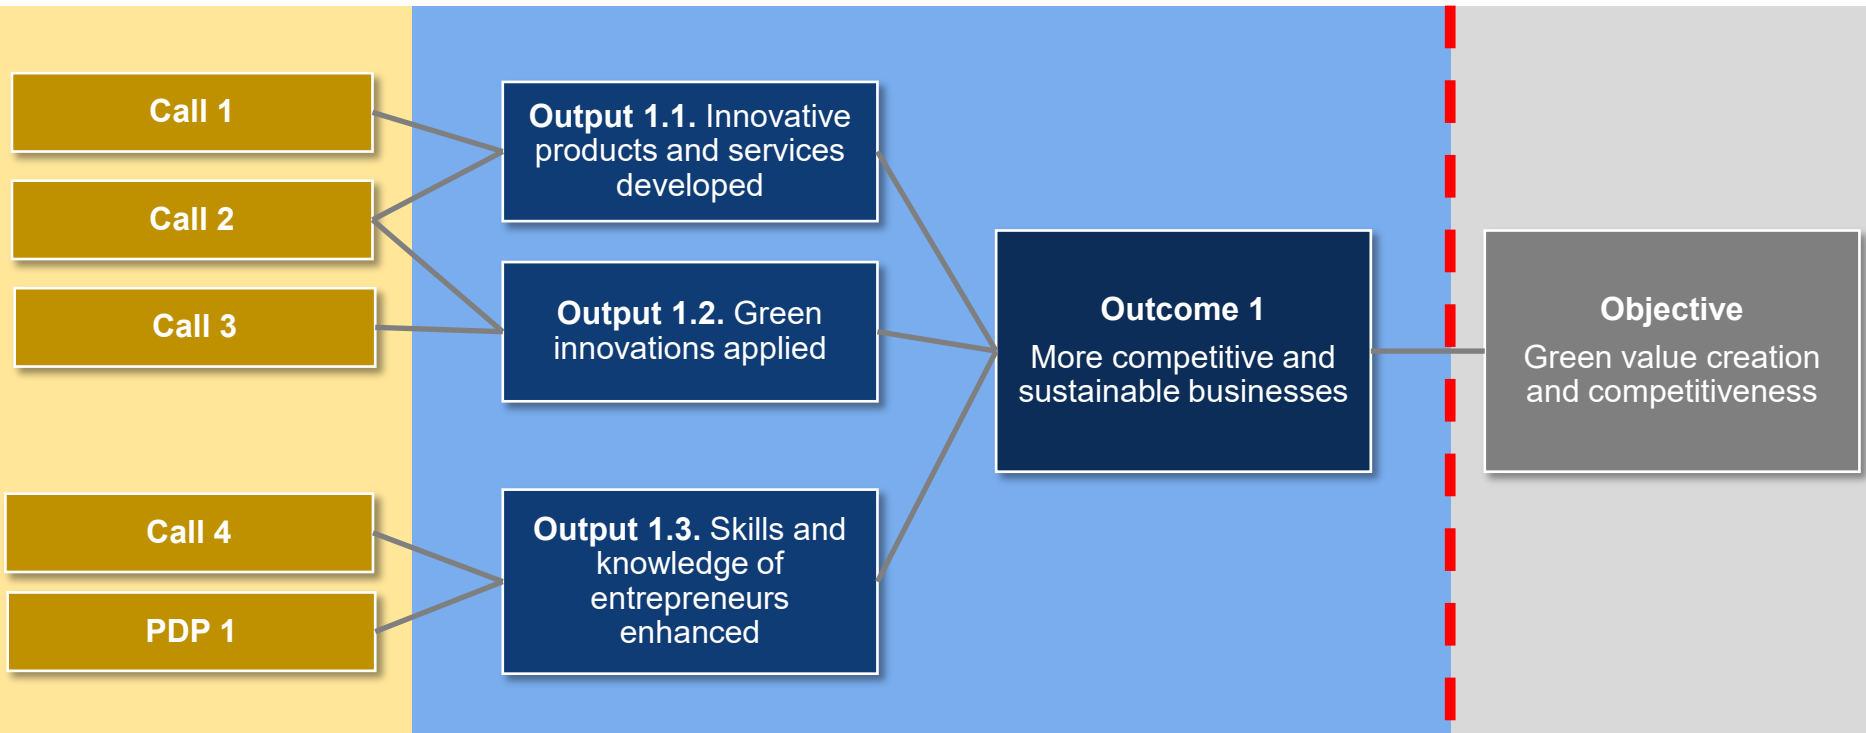 Call 1
Call 2
Call 3
Call 4
PDP 1
Output 1.1. Innovative
products and services
developed
Output 1.2. Green
innovations applied
Output 1.3. Skills and
knowledge of
entrepreneurs
enhanced
Outcome 1
More competitive and
sustainable businesses
Objective
Green value creation
and competitiveness